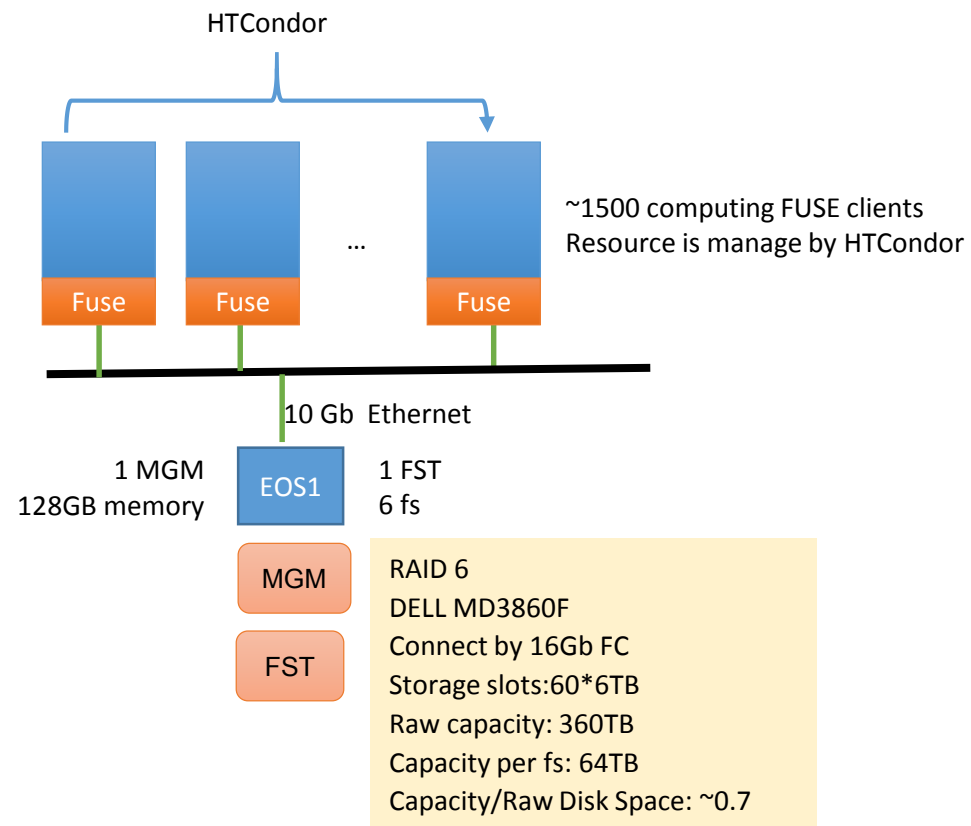 HTCondor
...
Fuse
Fuse
Fuse
~1500 computing FUSE clients
Resource is manage by HTCondor
10 Gb  Ethernet
1 MGM
128GB memory
EOS1
1 FST
6 fs
MGM
FST
RAID 6
DELL MD3860F
Connect by 16Gb FC
Storage slots:60*6TB
Raw capacity: 360TB
Capacity per fs: 64TB
Capacity/Raw Disk Space: ~0.7